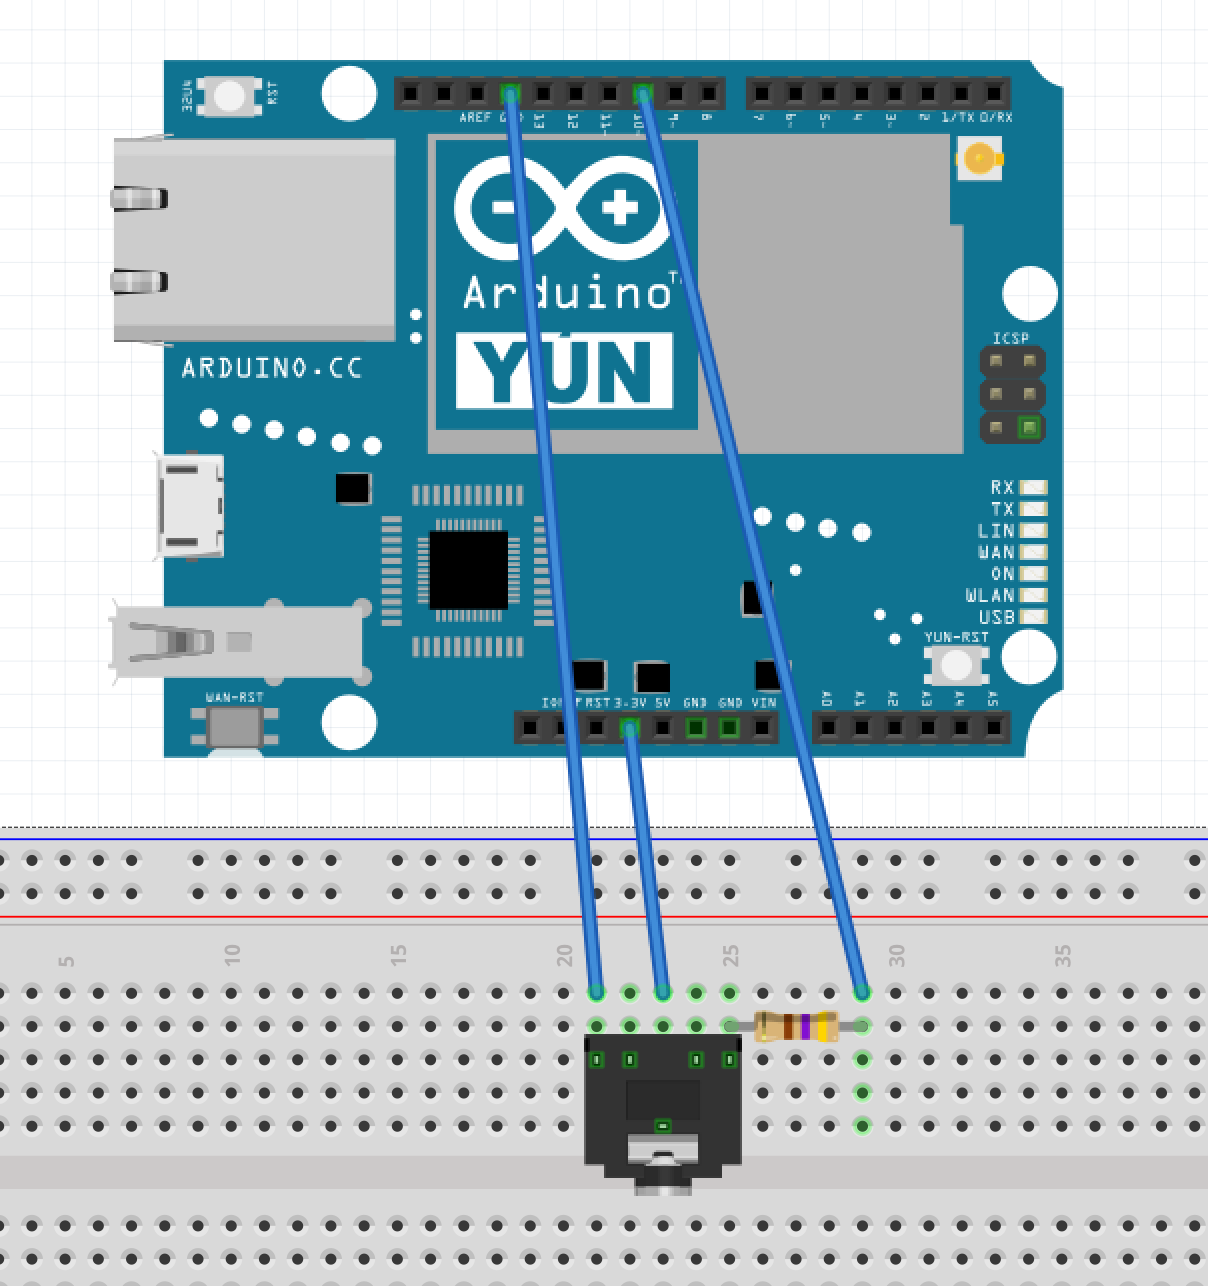 32U4
RST
AREF
13
12
11~
10~
9~
8
7
6~
5~
4
3~
2
1/TX 0/RX
Arduino
YÚN
ARDUINO.CC
ICSP
RX
TX
LIN
WAN
ON
WLAN
USB
YUN-RST
WAN-RST
RST 3.3V 5V GND GND VIN
A0
A1
A2
A3
A4
A5
5
10
15
20
25
30
35